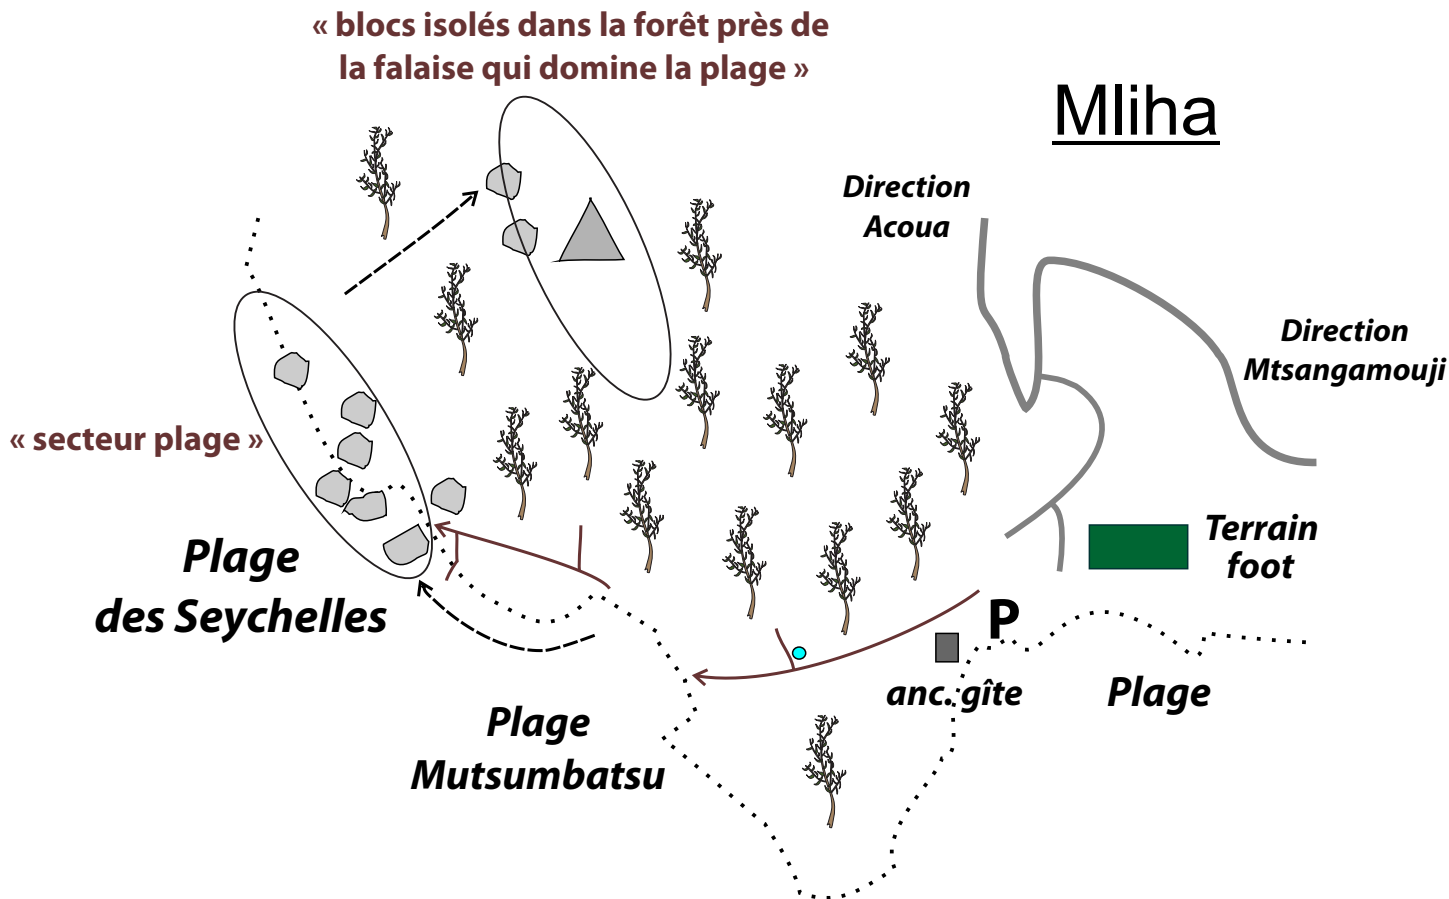 « blocs isolés dans la forêt près de
la falaise qui domine la plage »
Mliha
Direction
Acoua
Direction
Mtsangamouji
« secteur plage »
Plage
des Seychelles
Terrain
foot
P
anc. gîte
Plage
Plage
Mutsumbatsu